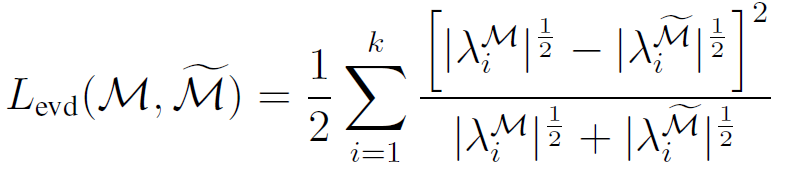 $L_{\text{evd}}(\mathcal{M}, \widetilde{\mathcal{M}}) = \frac{1}{2} \sum_{i=1}^{k} \frac{\left[ |\lambda_i^{\mathcal{M}}|^{\frac{1}{2}} - |\lambda_i^{\widetilde{\mathcal{M}}}|^{\frac{1}{2}} \right]^2}{|\lambda_i^{\mathcal{M}}|^{\frac{1}{2}} + |\lambda_i^{\widetilde{\mathcal{M}}}|^{\frac{1}{2}}}$